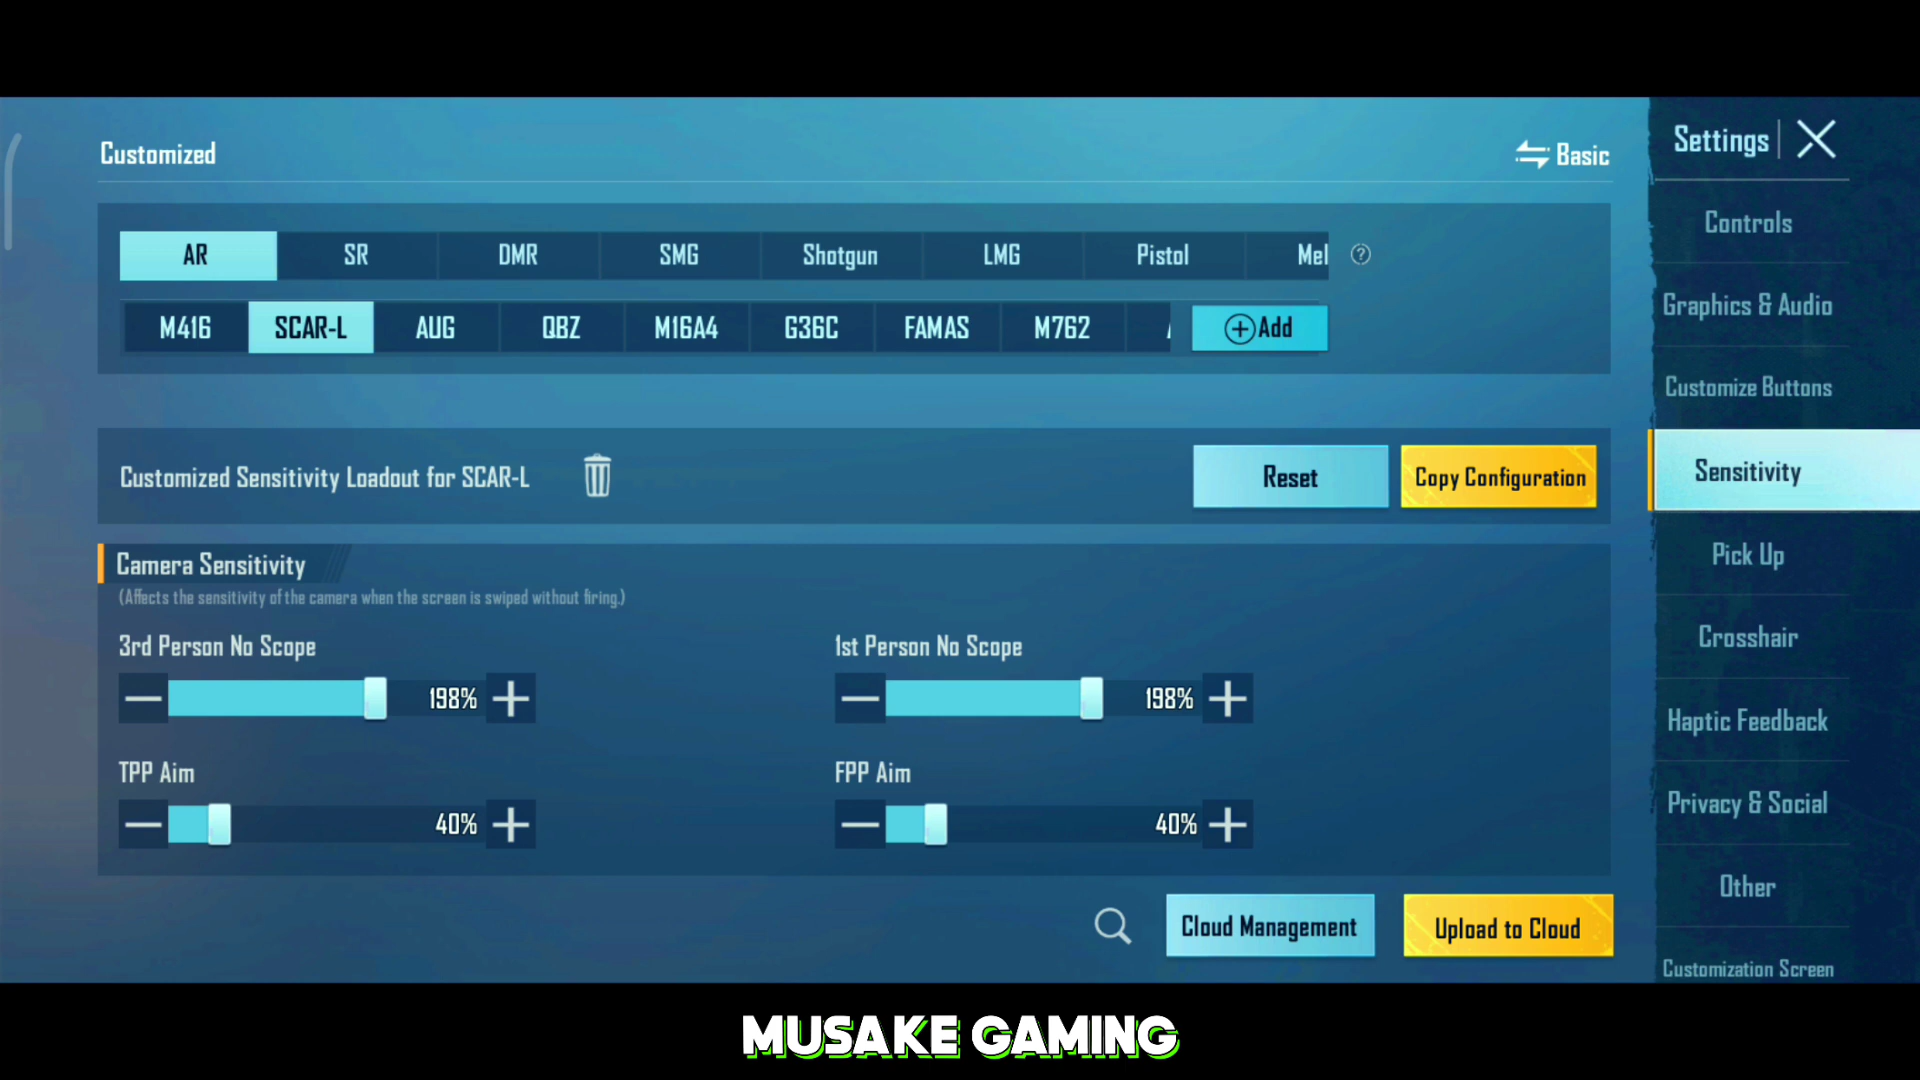 Customized
Basic
Settings
AR SR DMR SMG Shotgun LMG Pistol Mel ?
M416 SCAR-L AUG QBZ M16A4 G36C FAMAS M762 Add
Customized Sensitivity Loadout for SCAR-L
Reset
Copy Configuration
Camera Sensitivity
(Affects the sensitivity of the camera when the screen is swiped without firing.)
3rd Person No Scope
198%
1st Person No Scope
198%
TPP Aim
40%
FPP Aim
40%
Cloud Management
Upload to Cloud
Controls
Graphics & Audio
Customize Buttons
Sensitivity
Pick Up
Crosshair
Haptic Feedback
Privacy & Social
Other
Customization Screen
MUSAKE GAMING